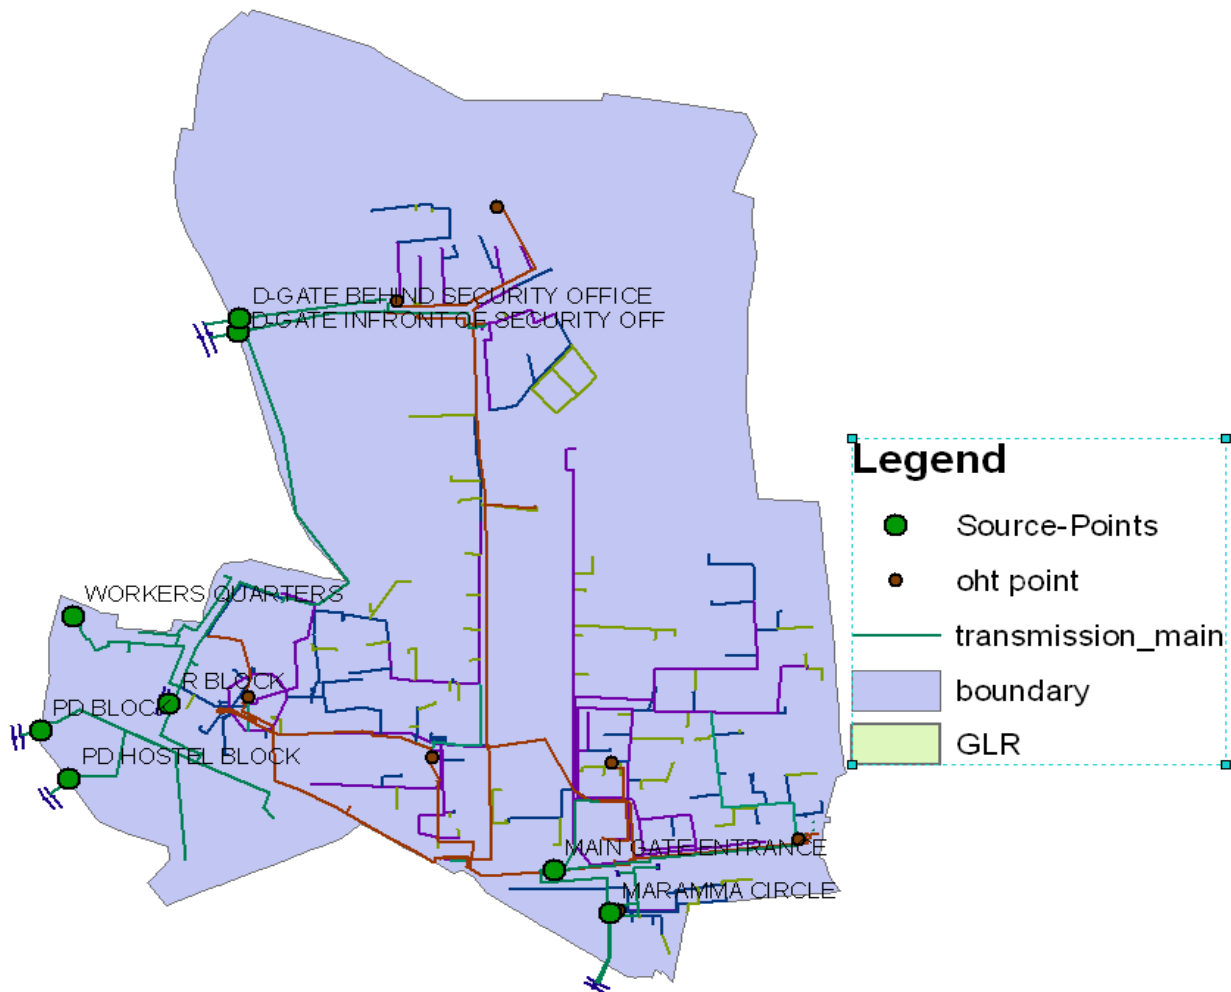 D-GATE BEHIND SECURITY OFFICE
D-GATE INFRONT OF SECURITY OFF
WORKERS QUARTERS
R BLOCK
PD BLOCK
PD HOSTEL BLOCK
MAIN GATE ENTRANCE
MARAMMA CIRCLE
Legend
Source-Points
oht point
transmission_main
boundary
GLR